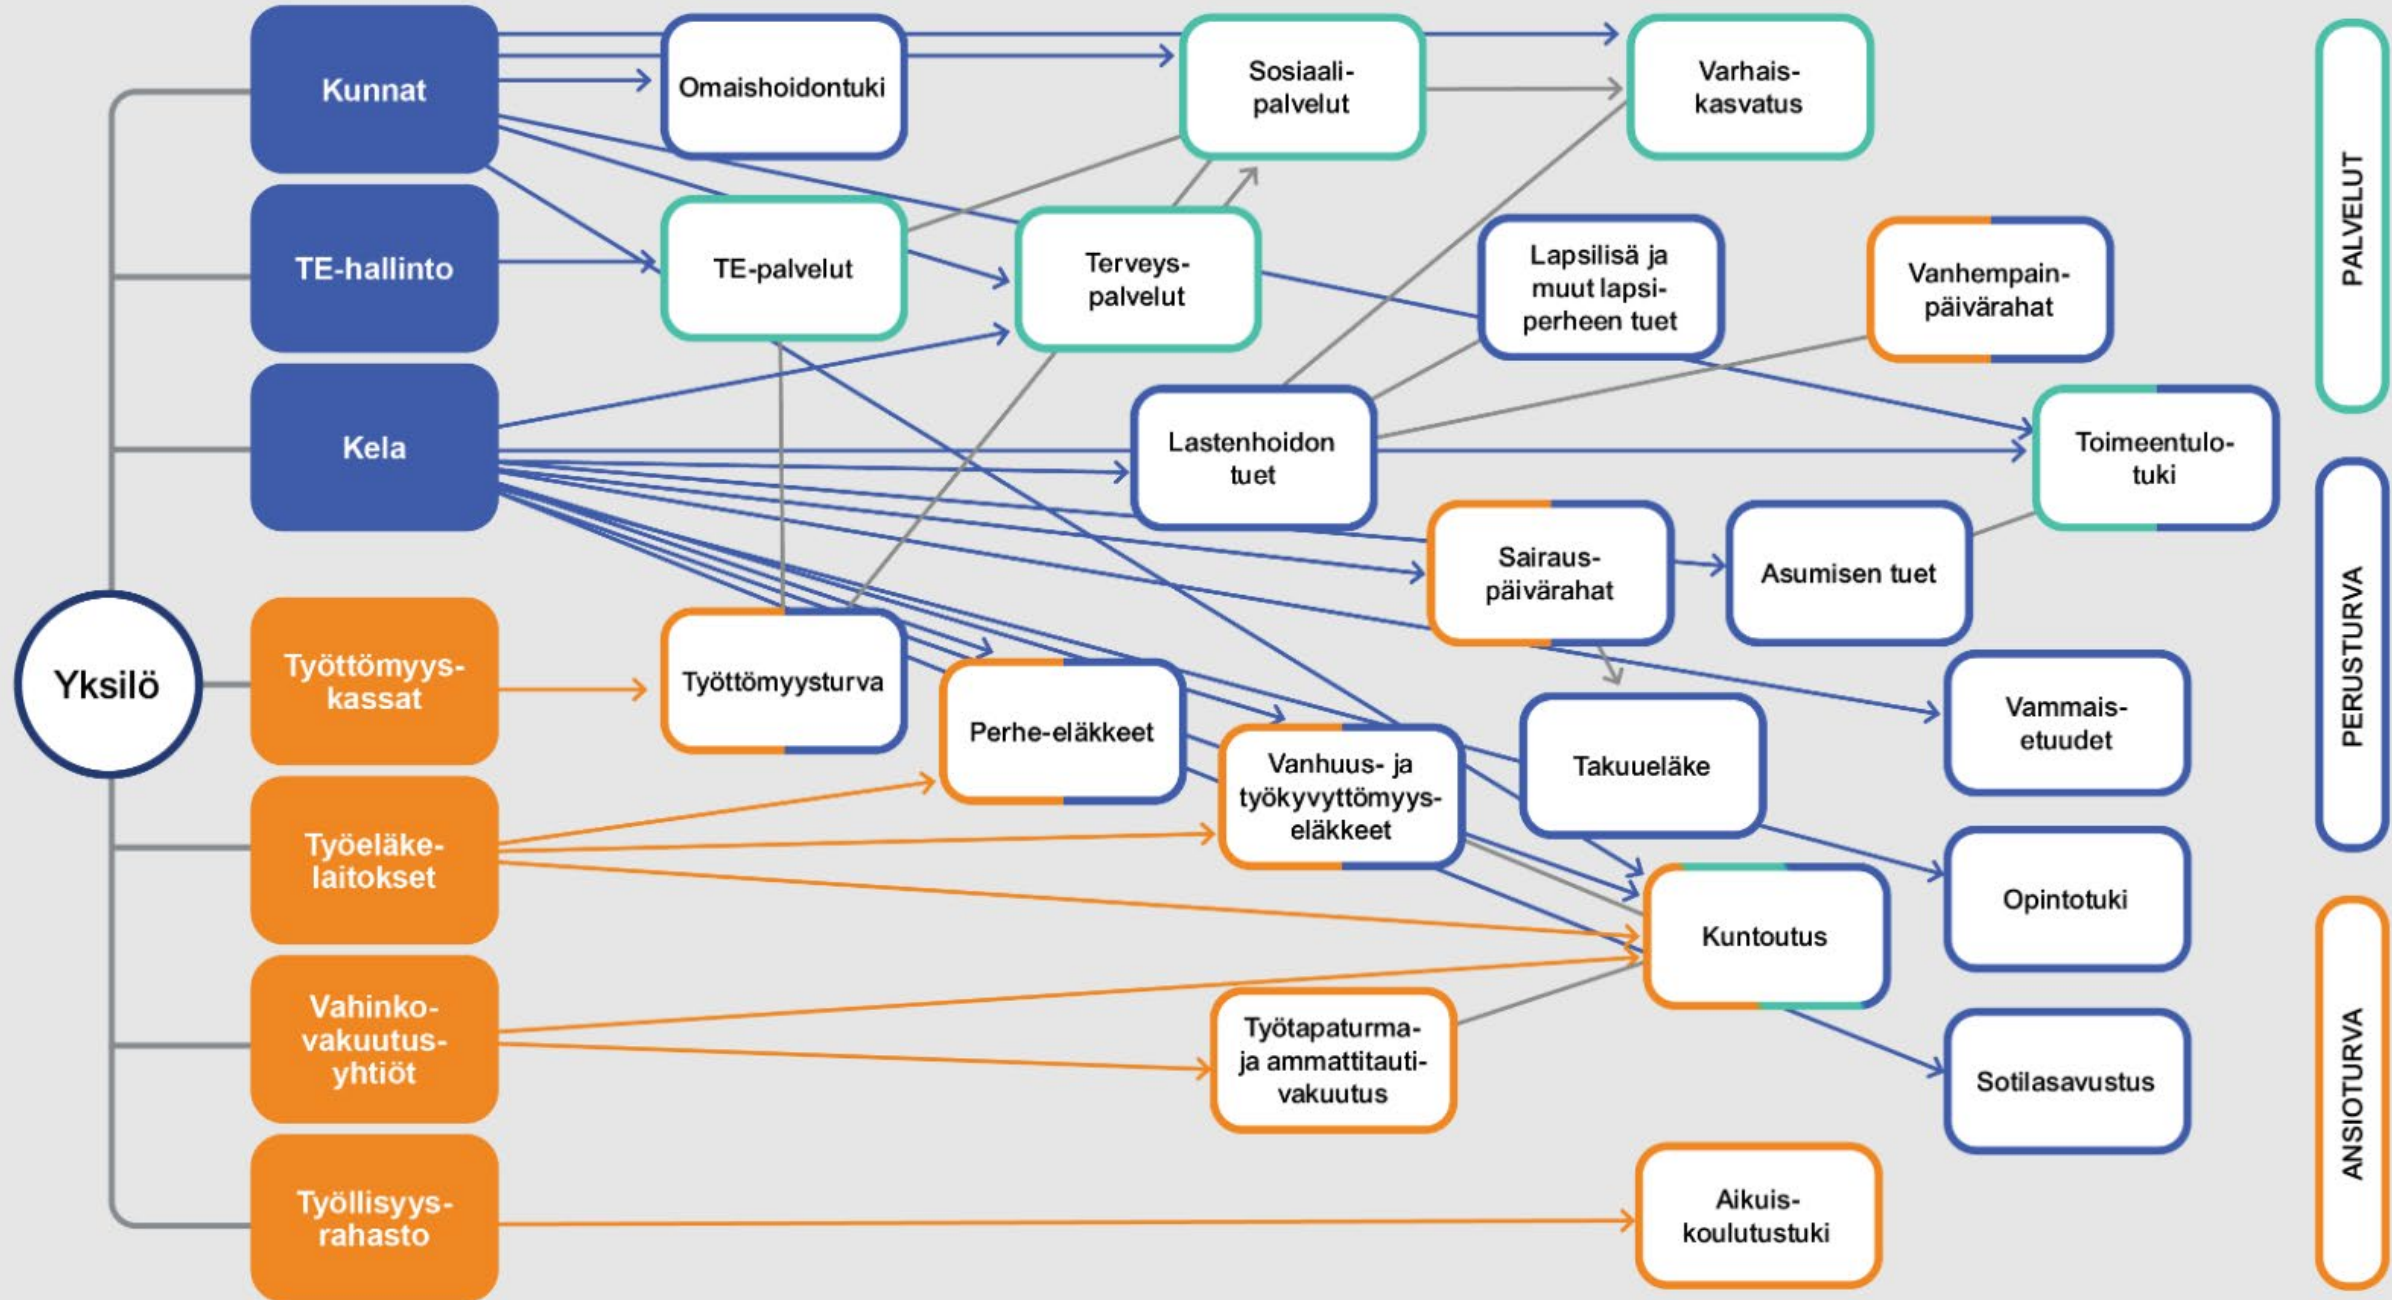 Yksilö
Kunnat
TE-hallinto
Kela
Työttömyys-
kassat
Työeläke-
laitokset
Vahinko-
vakuutus-
yhtiöt
Työllisyys-
rahasto
Omaishoidontuki
Sosiaali-
palvelut
Varhais-
kasvatus
TE-palvelut
Terveys-
palvelut
Lapsilisä ja
muut lapsi-
perheen tuet
Vanhempain-
päivärahat
Lastenhoidon
tuet
Toimeentulo-
tuki
Sairaus-
päivärahat
Asumisen tuet
Työttömyysturva
Perhe-eläkkeet
Vanhuus- ja
työkyvyttömyys-
eläkkeet
Takuueläke
Vammais-
etuudet
Kuntoutus
Opintotuki
Työtapaturma-
ja ammattitauti-
vakuutus
Sotilasavustus
Aikuis-
koulutustuki
PALVELUT
PERUSTURVA
ANSIOTURVA